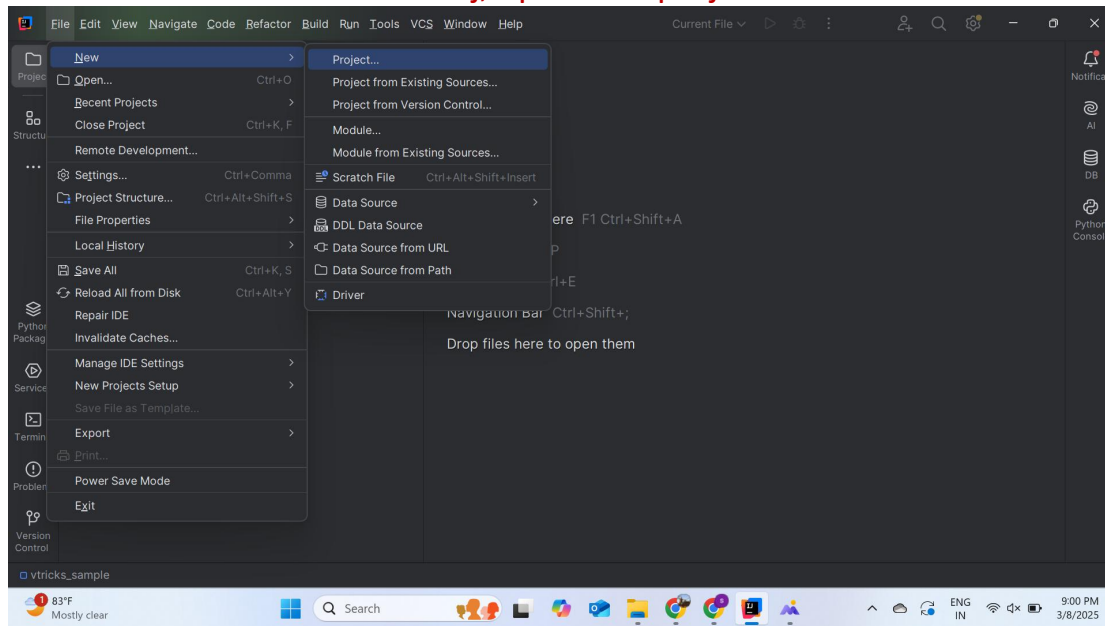 File Edit View Navigate Code Refactor Build Run Tools VCS Window Help Current File
New
Open... Ctrl+O
Recent Projects
Close Project Ctrl+K, F
Remote Development...
Settings... Ctrl+Comma
Project Structure... Ctrl+Alt+Shift+S
File Properties
Local History
Save All Ctrl+K, S
Reload All from Disk Ctrl+Alt+Y
Repair IDE
Invalidate Caches...
Manage IDE Settings
New Projects Setup
Save File as Template...
Export
Print...
Power Save Mode
Exit
Project...
Project from Existing Sources...
Project from Version Control...
Module...
Module from Existing Sources...
Scratch File Ctrl+Alt+Shift+Insert
Data Source
DDL Data Source
Data Source from URL
Data Source from Path
Driver
ere F1 Ctrl+Shift+A
P
rl+E
Navigation Bar Ctrl+Shift+;
Drop files here to open them
Projec
Structu
Python
Packag
Service
Termin
Problem
Version
Control
Notifica
AI
DB
Python
Consol
vtricks_sample
1
83°F
Mostly clear
Search
ENG
IN
9:00 PM
3/8/2025